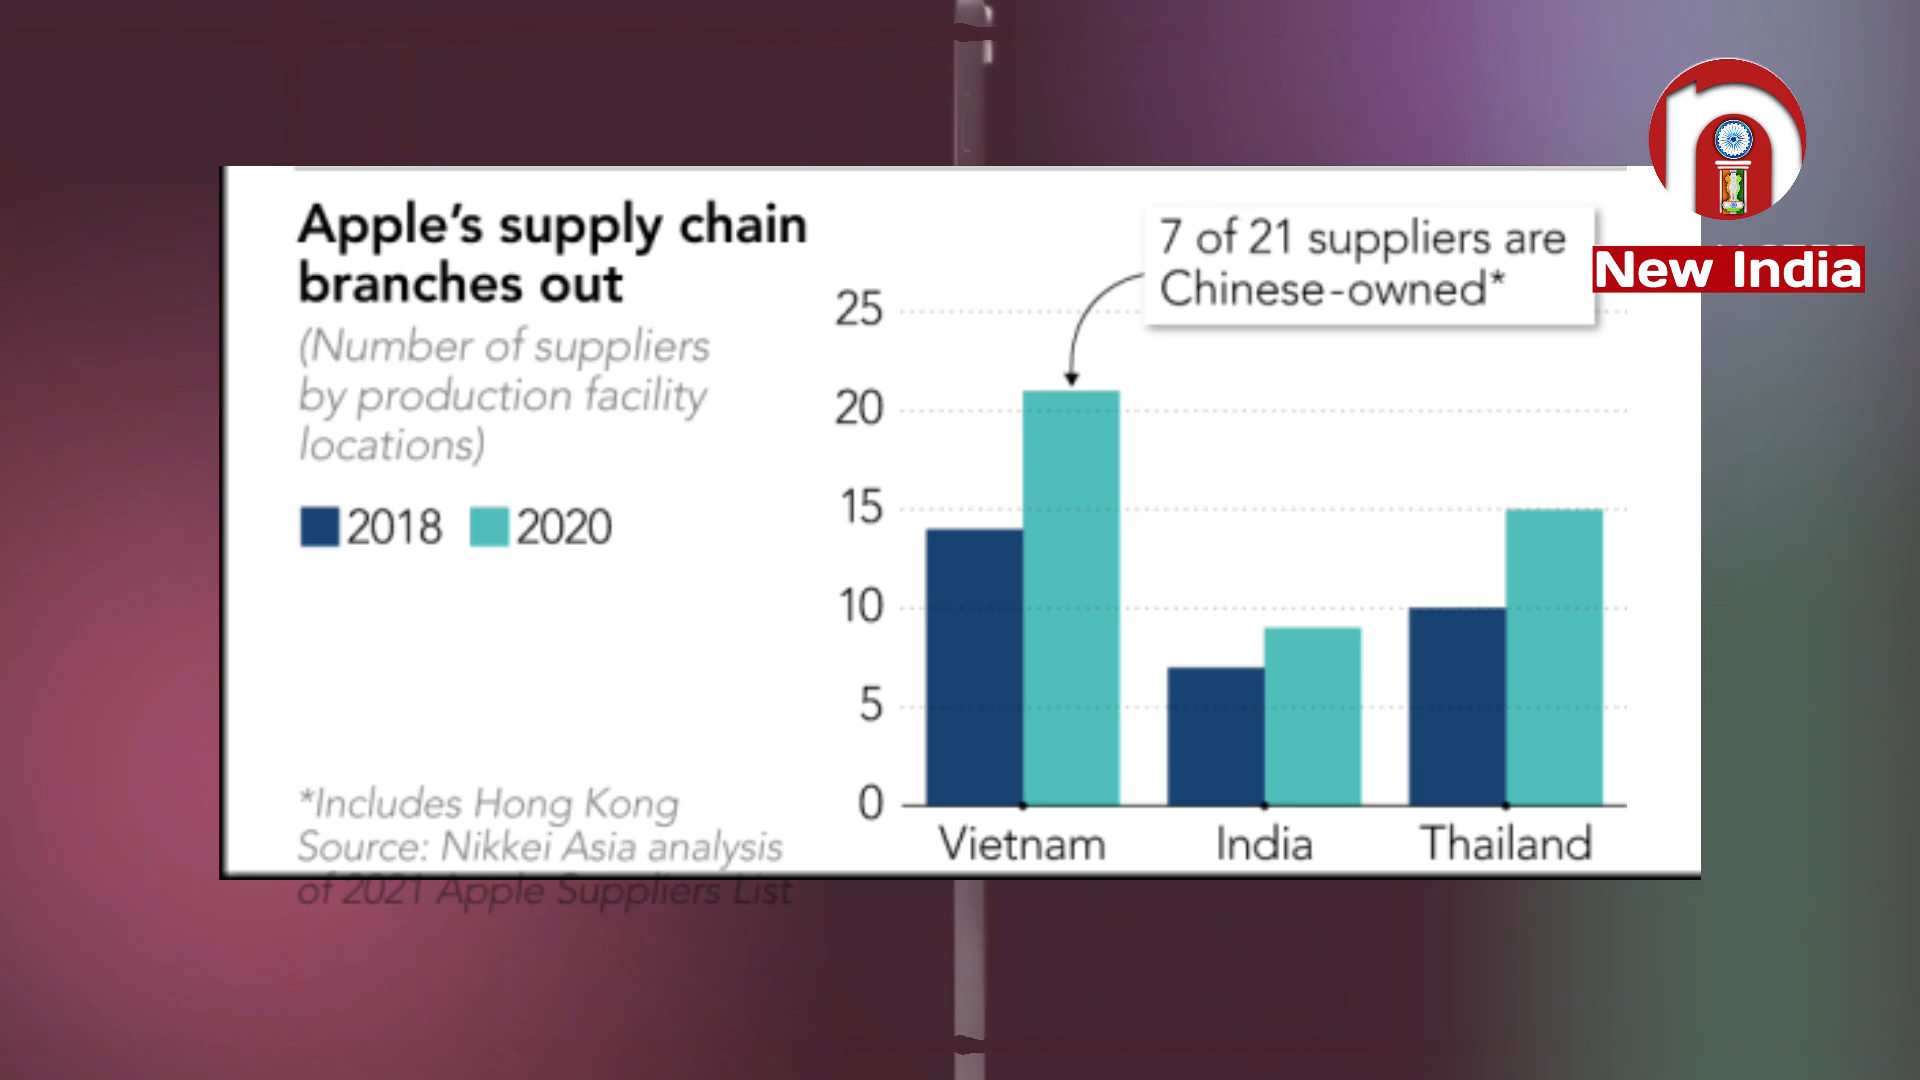 Apple's supply chain
branches out
(Number of suppliers
by production facility
locations)
2018 2020
7 of 21 suppliers are
Chinese-owned*
25
20
15
10
5
0
Vietnam India Thailand
*Includes Hong Kong
Source: Nikkei Asia analysis
of 2021 Apple Suppliers List
New India